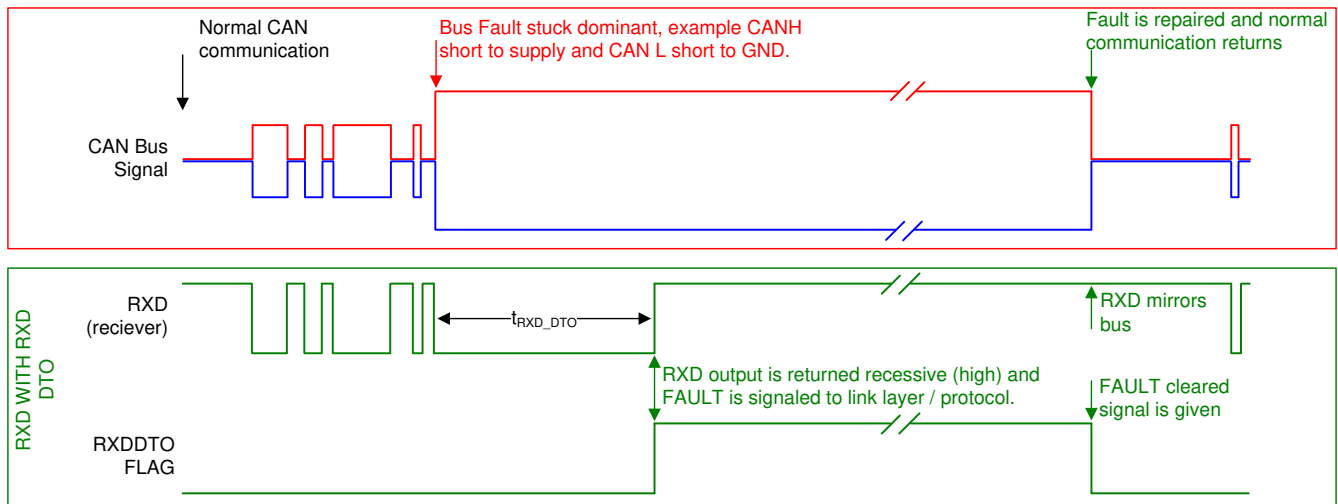 Normal CAN
communication
Bus Fault stuck dominant, example CANH
short to supply and CAN L short to GND.
Fault is repaired and normal
communication returns
CAN Bus
Signal
RXD WITH RXD
DTO
RXD
(reciever)
tRXD_DTO
RXD mirrors
bus
RXD output is returned recessive (high) and
FAULT is signaled to link layer / protocol.
FAULT cleared
signal is given
RXDDTO
FLAG